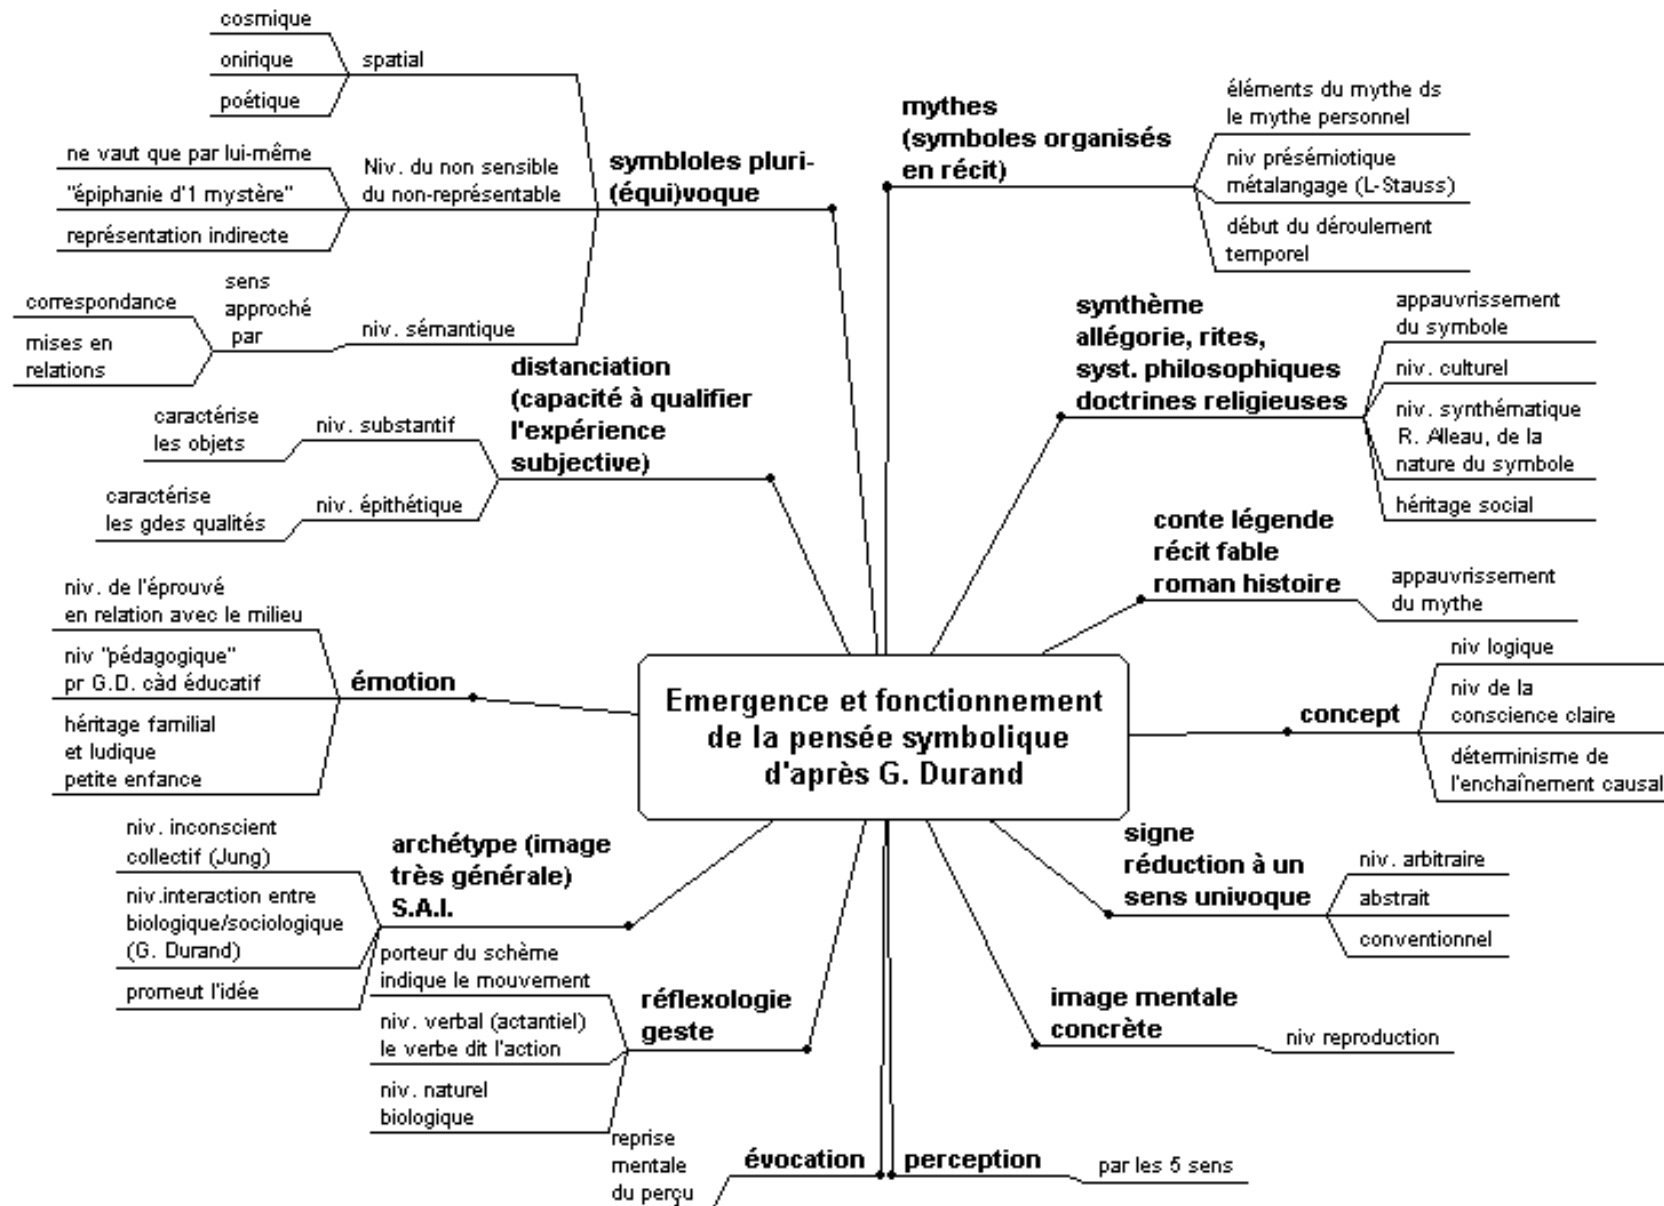 cosmique
onirique
poétique
spatial
ne vaut que par lui-même
"épiphanie d'1 mystère"
représentation indirecte
Niv. du non sensible
du non-représentable
symbloles pluri-
(équi)voque
correspondance
mises en
relations
sens
approché
par
niv. sémantique
distanciation
(capacité à qualifier
l'expérience
subjective)
caractérise
les objets
niv. substantif
caractérise
les gdes qualités
niv. épithétique
niv. de l'éprouvé
en relation avec le milieu
niv "pédagogique"
pr G.D. càd éducatif
héritage familial
et ludique
petite enfance
émotion
niv. inconscient
collectif (Jung)
niv.interaction entre
biologique/sociologique
(G. Durand)
promeut l'idée
archétype (image
très générale)
S.A.I.
porteur du schème
indique le mouvement
niv. verbal (actantiel)
le verbe dit l'action
niv. naturel
biologique
réflexologie
geste
reprise
mentale
du perçu
évocation
Emergence et fonctionnement
de la pensée symbolique
d'après G. Durand
mythes
(symboles organisés
en récit)
éléments du mythe ds
le mythe personnel
niv présémiotique
métalangage (L-Stauss)
début du déroulement
temporel
synthème
allégorie, rites,
syst. philosophiques
doctrines religieuses
appauvrissement
du symbole
niv. culturel
niv. synthématique
R. Alleau, de la
nature du symbole
héritage social
conte légende
récit fable
roman histoire
appauvrissement
du mythe
concept
niv logique
niv de la
conscience claire
déterminisme de
l'enchaînement causal
signe
réduction à un
sens univoque
niv. arbitraire
abstrait
conventionnel
image mentale
concrète
niv reproduction
perception
par les 5 sens